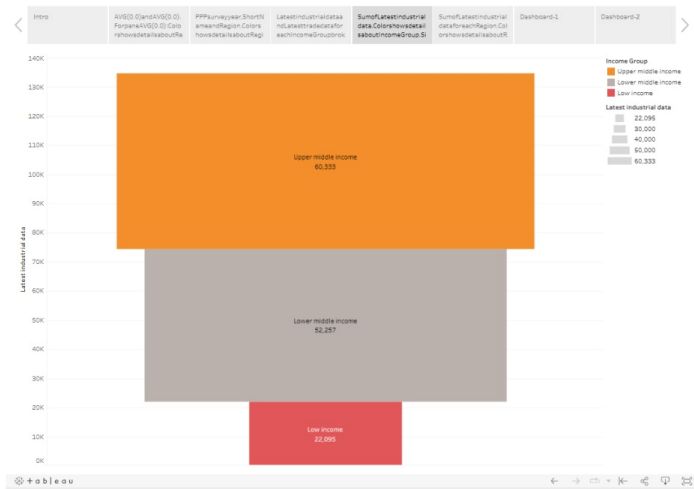 Intro
AVG(0.0)andAVG(0.0).
ForpaneAVG(0.0):Colo
rshowsdetailsaboutRe
PPPsurveyyear,ShortN
ameandRegion.Colors
howsdetailsaboutRegi
Latestindustrialdataa
ndLatesttradedatafor
eachIncomeGroupbrok
SumofLatestindustrial
data.Colorshowsdetail
saboutIncomeGroup.Si
SumofLatestindustrial
dataforeachRegion.Col
orshowsdetailsaboutR
Dashboard-1
Dashboard-2
140K
130K
120K
110K
100K
90K
80K
70K
60K
50K
40K
30K
20K
10K
0K
Latest industrial data
Upper middle income
60,333
Lower middle income
52,257
Low income
22,095
Income Group
Upper middle income
Lower middle income
Low income
Latest industrial data
22,095
30,000
40,000
50,000
60,333
+ableau